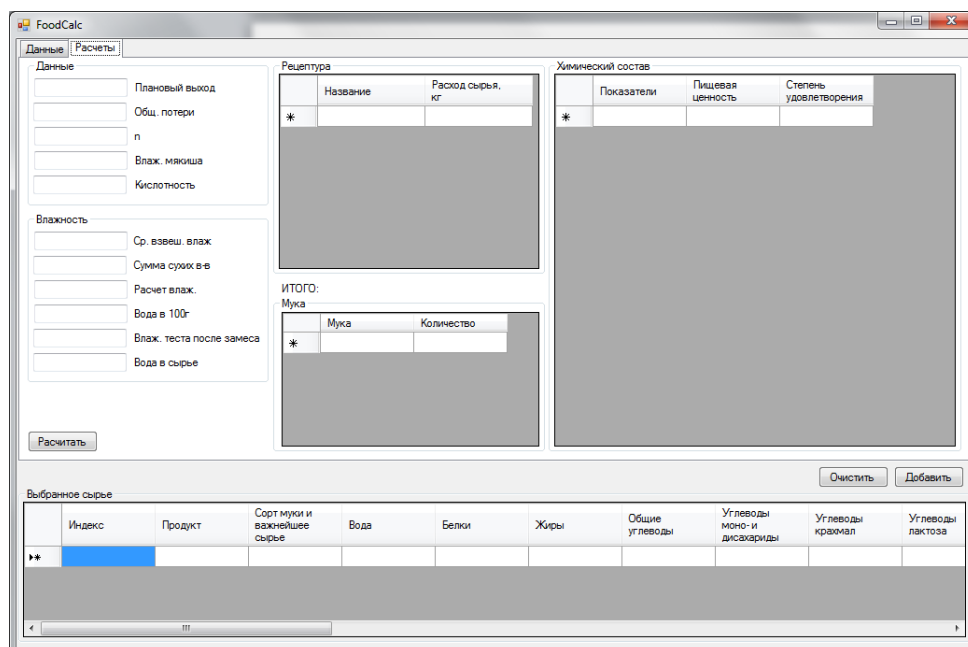 FoodCalc
Данные Расчеты
Данные
Плановый выход
Общ. потери
п
Влаж. мякиша
Кислотность
Влажность
Ср. взвеш. влаж
Сумма сухих в-в
Расчет влаж.
Вода в 100г
Влаж. теста после замеса
Вода в сырье
Расчитать
Рецептура
Название Расход сырья,
кг
ИТОГО:
Мука
Мука Количество
Химический состав
Показатели Пищевая
ценность Степень
удовлетворения
Очистить Добавить
Выбранное сырье
Индекс Продукт Сорт муки и
важнейшее
сырье Вода Белки Жиры Общие
углеводы Углеводы
моно- и
дисахариды Углеводы
крахмал Углеводы
лактоза